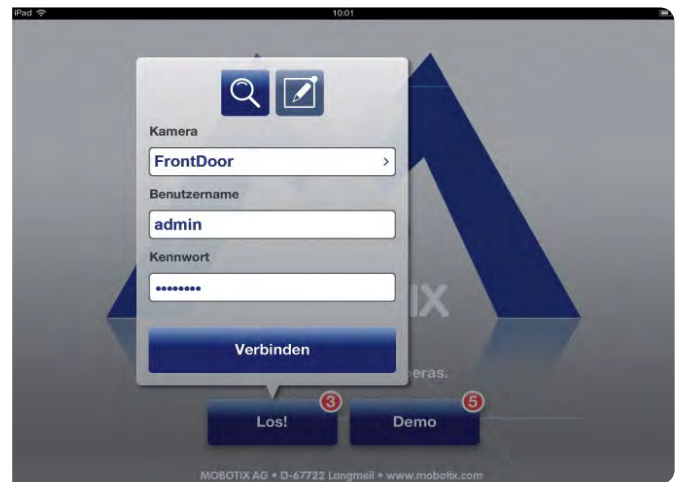 iPad 10:01
Kamera
FrontDoor
Benutzername
admin
Kennwort
••••••••
Verbinden
IX
eras.
3
5
Los!
Demo
MOBOTIX AG • D-67722 Langmeil • www.mobotix.com